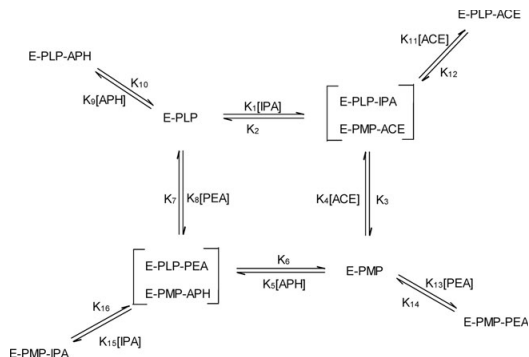 E-PLP-ACE
K11[ACE]
E-PLP-APH
K10
K12
K9[APH]
K1[IPA]
E-PLP-IPA
E-PLP
K2
E-PMP-ACE
K7
K8[PEA]
K4[ACE]
K3
E-PLP-PEA
K6
E-PMP
K5[APH]
K13[PEA]
E-PMP-APH
K14
K16
E-PMP-PEA
K15[IPA]
E-PMP-IPA